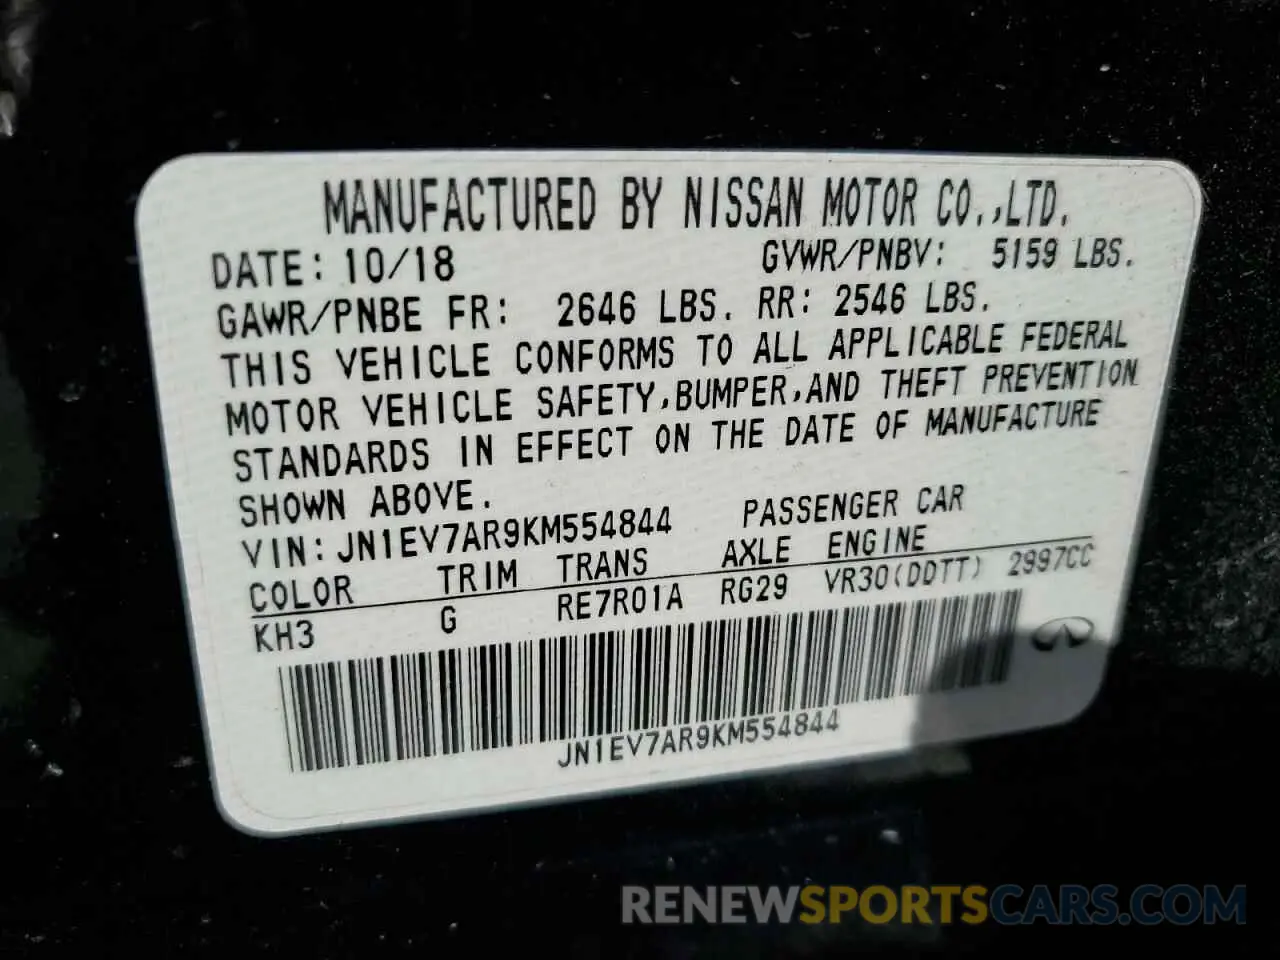 MANUFACTURED BY NISSAN MOTOR CO.,LTD.
DATE: 10/18 GVWR/PNBV: 5159 LBS.
GAWR/PNBE FR: 2646 LBS. RR: 2546 LBS.
THIS VEHICLE CONFORMS TO ALL APPLICABLE FEDERAL
MOTOR VEHICLE SAFETY,BUMPER,AND THEFT PREVENTION
STANDARDS IN EFFECT ON THE DATE OF MANUFACTURE
SHOWN ABOVE.
VIN: JN1EV7AR9KM554844 PASSENGER CAR
COLOR TRIM TRANS AXLE ENGINE
KH3 G RE7R01A RG29 VR30(DDTT) 2997CC
JN1EV7AR9KM554844
RENEWSPORTSCARS.COM